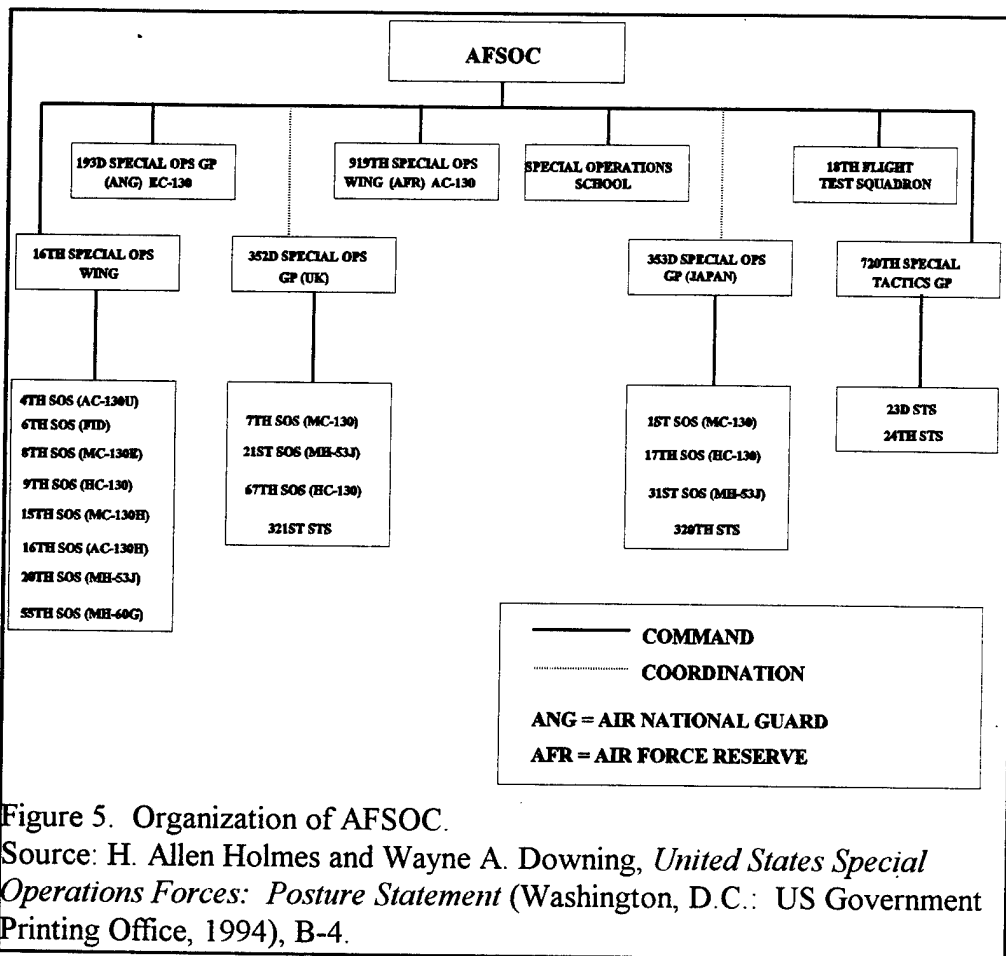 AFSOC
193D SPECIAL OPS GP
(ANG) EC-130
919TH SPECIAL OPS
WING (AFR) AC-130
SPECIAL OPERATIONS
SCHOOL
18TH FLIGHT
TEST SQUADRON
16TH SPECIAL OPS
WING
352D SPECIAL OPS
GP (UK)
353D SPECIAL OPS
GP (JAPAN)
720TH SPECIAL
TACTICS GP
4TH SOS (AC-130U)
6TH SOS (FID)
8TH SOS (MC-130E)
9TH SOS (HC-130)
15TH SOS (MC-130H)
16TH SOS (AC-130H)
20TH SOS (MH-53J)
55TH SOS (MH-60G)
7TH SOS (MC-130)
21ST SOS (MH-53J)
67TH SOS (HC-130)
321ST STS
1ST SOS (MC-130)
17TH SOS (HC-130)
31ST SOS (MH-53J)
320TH STS
23D STS
24TH STS
COMMAND
COORDINATION
ANG = AIR NATIONAL GUARD
AFR = AIR FORCE RESERVE
Figure 5. Organization of AFSOC.
Source: H. Allen Holmes and Wayne A. Downing, United States Special
Operations Forces: Posture Statement (Washington, D.C.: US Government
Printing Office, 1994), B-4.